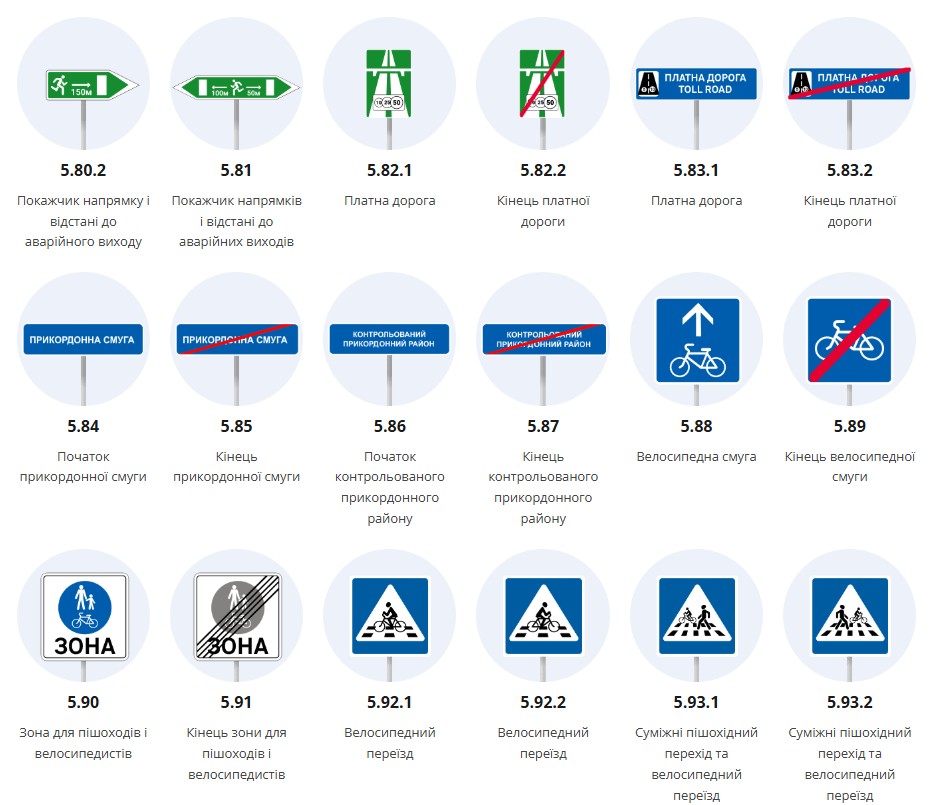 150м
100м 50м
10 25 50
10 25 50
ПЛАТНА ДОРОГА
TOLL ROAD
ПЛАТНА ДОРОГА
TOLL ROAD
5.80.2
5.81
5.82.1
5.82.2
5.83.1
5.83.2
Покажчик напрямку і
відстані до
аварійного виходу
Покажчик напрямків
і відстані до
аварійних виходів
Платна дорога
Кінець платної
дороги
Платна дорога
Кінець платної
дороги
ПРИКОРДОННА СМУГА
ПРИКОРДОННА СМУГА
КОНТРОЛЬОВАНИЙ
ПРИКОРДОННИЙ РАЙОН
КОНТРОЛЬОВАНИЙ
ПРИКОРДОННИЙ РАЙОН
5.84
5.85
5.86
5.87
5.88
5.89
Початок
прикордонної смуги
Кінець
прикордонної смуги
Початок
контрольованого
прикордонного
району
Кінець
контрольованого
прикордонного
району
Велосипедна смуга
Кінець велосипедної
смуги
ЗОНА
ЗОНА
5.90
5.91
5.92.1
5.92.2
5.93.1
5.93.2
Зона для пішоходів і
велосипедистів
Кінець зони для
пішоходів і
велосипедистів
Велосипедний
переїзд
Велосипедний
переїзд
Суміжні пішохідний
перехід та
велосипедний
переїзд
Суміжні пішохідний
перехід та
велосипедний
переїзд